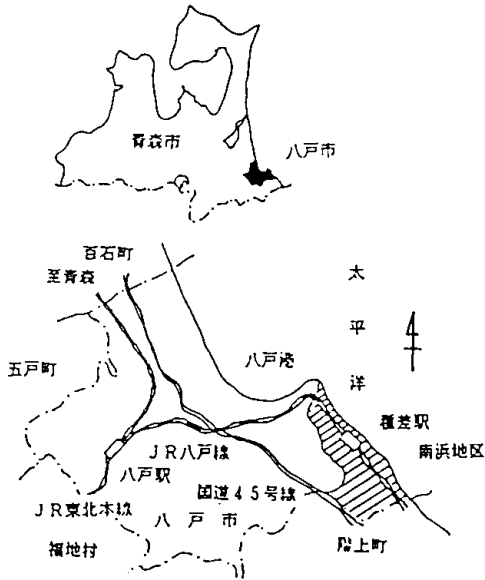 青森市
八戸市
百石町
至青森
太平洋
五戸町
八戸港
種差駅
南浜地区
JR八戸線
八戸駅
国道45号線
JR東北本線
八戸市
福地村
階上町